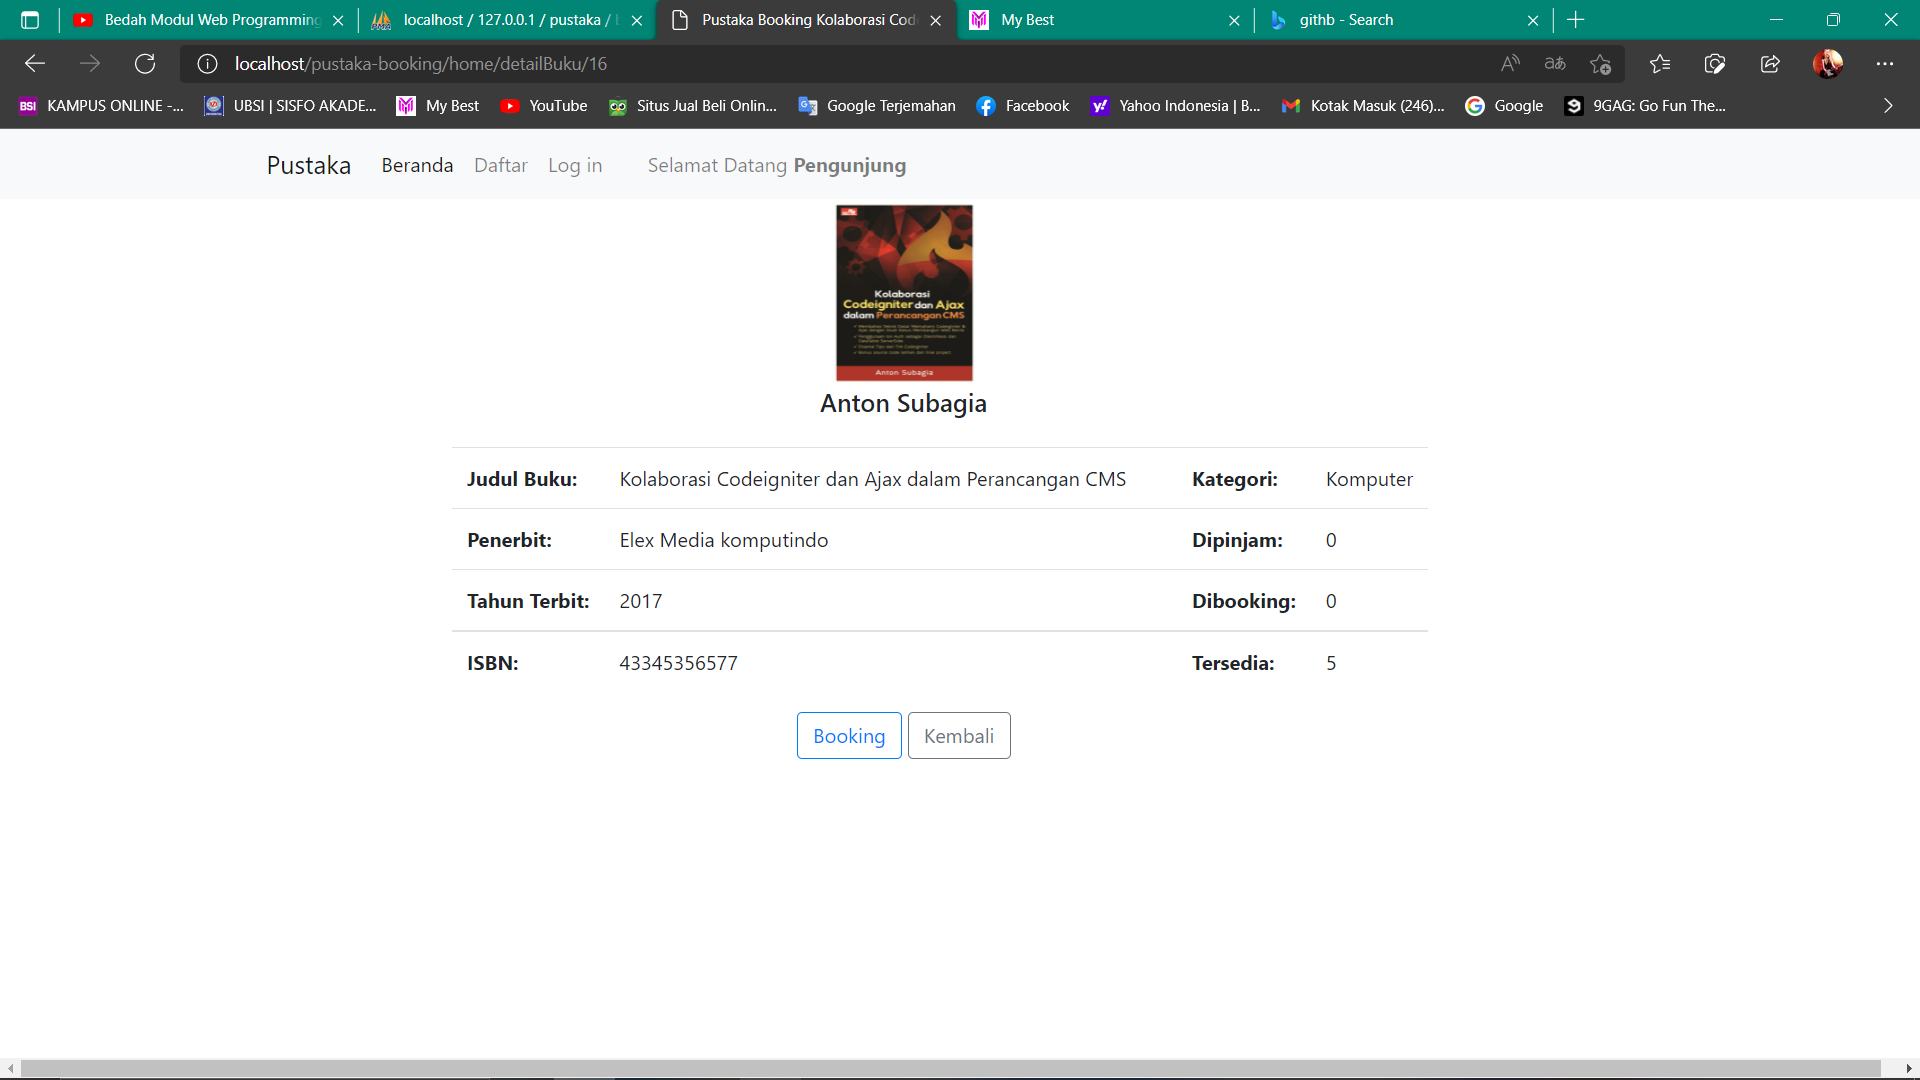 Bedah Modul Web Programming
localhost / 127.0.0.1 / pustaka /
Pustaka Booking Kolaborasi Cod
My Best
githb - Search
localhost/pustaka-booking/home/detailBuku/16
KAMPUS ONLINE -...
UBSI | SISFO AKADE...
My Best
YouTube
Situs Jual Beli Onlin...
Google Terjemahan
Facebook
Yahoo Indonesia | B...
Kotak Masuk (246)...
Google
9GAG: Go Fun The...
Pustaka Beranda Daftar Log in Selamat Datang Pengunjung
Kolaborasi
Codeigniter dan Ajax
dalam Perancangan CMS
Anton Subagia
Anton Subagia
Judul Buku: Kolaborasi Codeigniter dan Ajax dalam Perancangan CMS Kategori: Komputer
Penerbit: Elex Media komputindo Dipinjam: 0
Tahun Terbit: 2017 Dibooking: 0
ISBN: 43345356577 Tersedia: 5
Booking Kembali